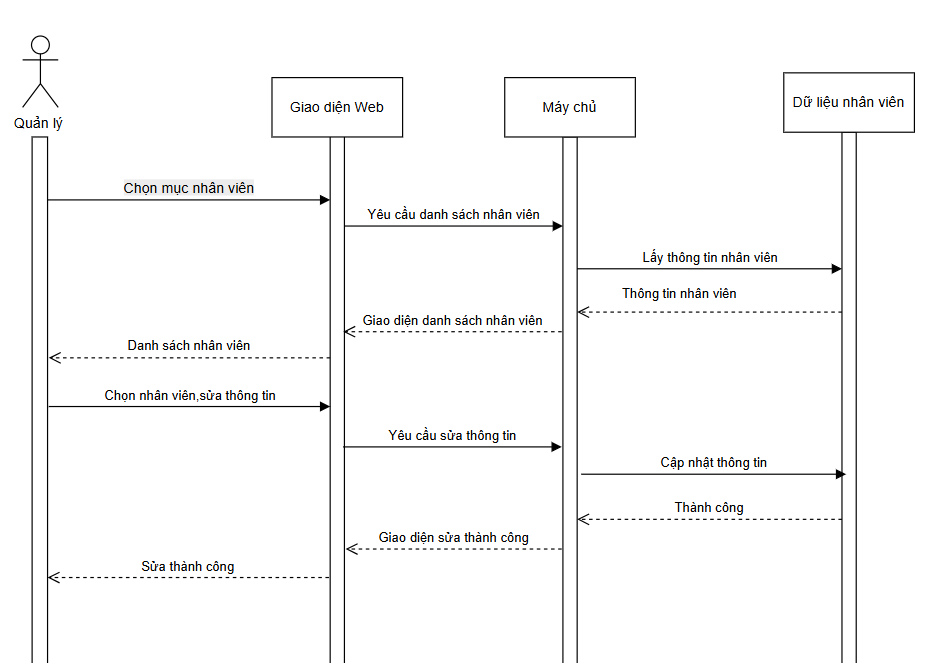 Quản lý
Giao diện Web
Máy chủ
Dữ liệu nhân viên
Chọn mục nhân viên
Yêu cầu danh sách nhân viên
Lấy thông tin nhân viên
Thông tin nhân viên
Giao diện danh sách nhân viên
Danh sách nhân viên
Chọn nhân viên,sửa thông tin
Yêu cầu sửa thông tin
Cập nhật thông tin
Thành công
Giao diện sửa thành công
Sửa thành công